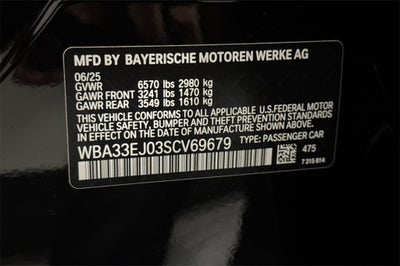 MFD BY BAYERISCHE MOTOREN WERKE AG
06/25
GVWR 6570 lbs 2980 kg
GAWR FRONT 3241 lbs 1470 kg
GAWR REAR 3549 lbs 1610 kg
THIS VEHICLE CONFORMS TO ALL APPLICABLE U.S.FEDERAL MOTOR
VEHICLE SAFETY, BUMPER, AND THEFT PREVENTION STANDARDS
IN EFFECT ON THE DATE OF MANUFACTURE SHOWN ABOVE.
WBA33EJ03SCV69679 TYPE: PASSENGER CAR
475
7 315 814